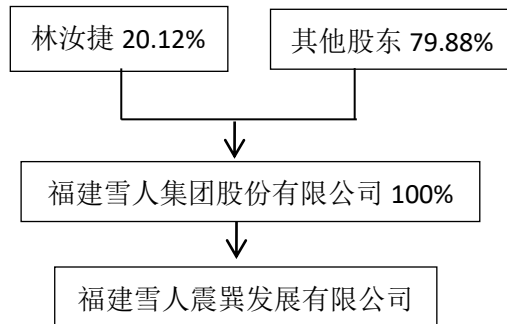 林汝捷 20.12%
其他股东 79.88%
福建雪人集团股份有限公司 100%
福建雪人震巽发展有限公司